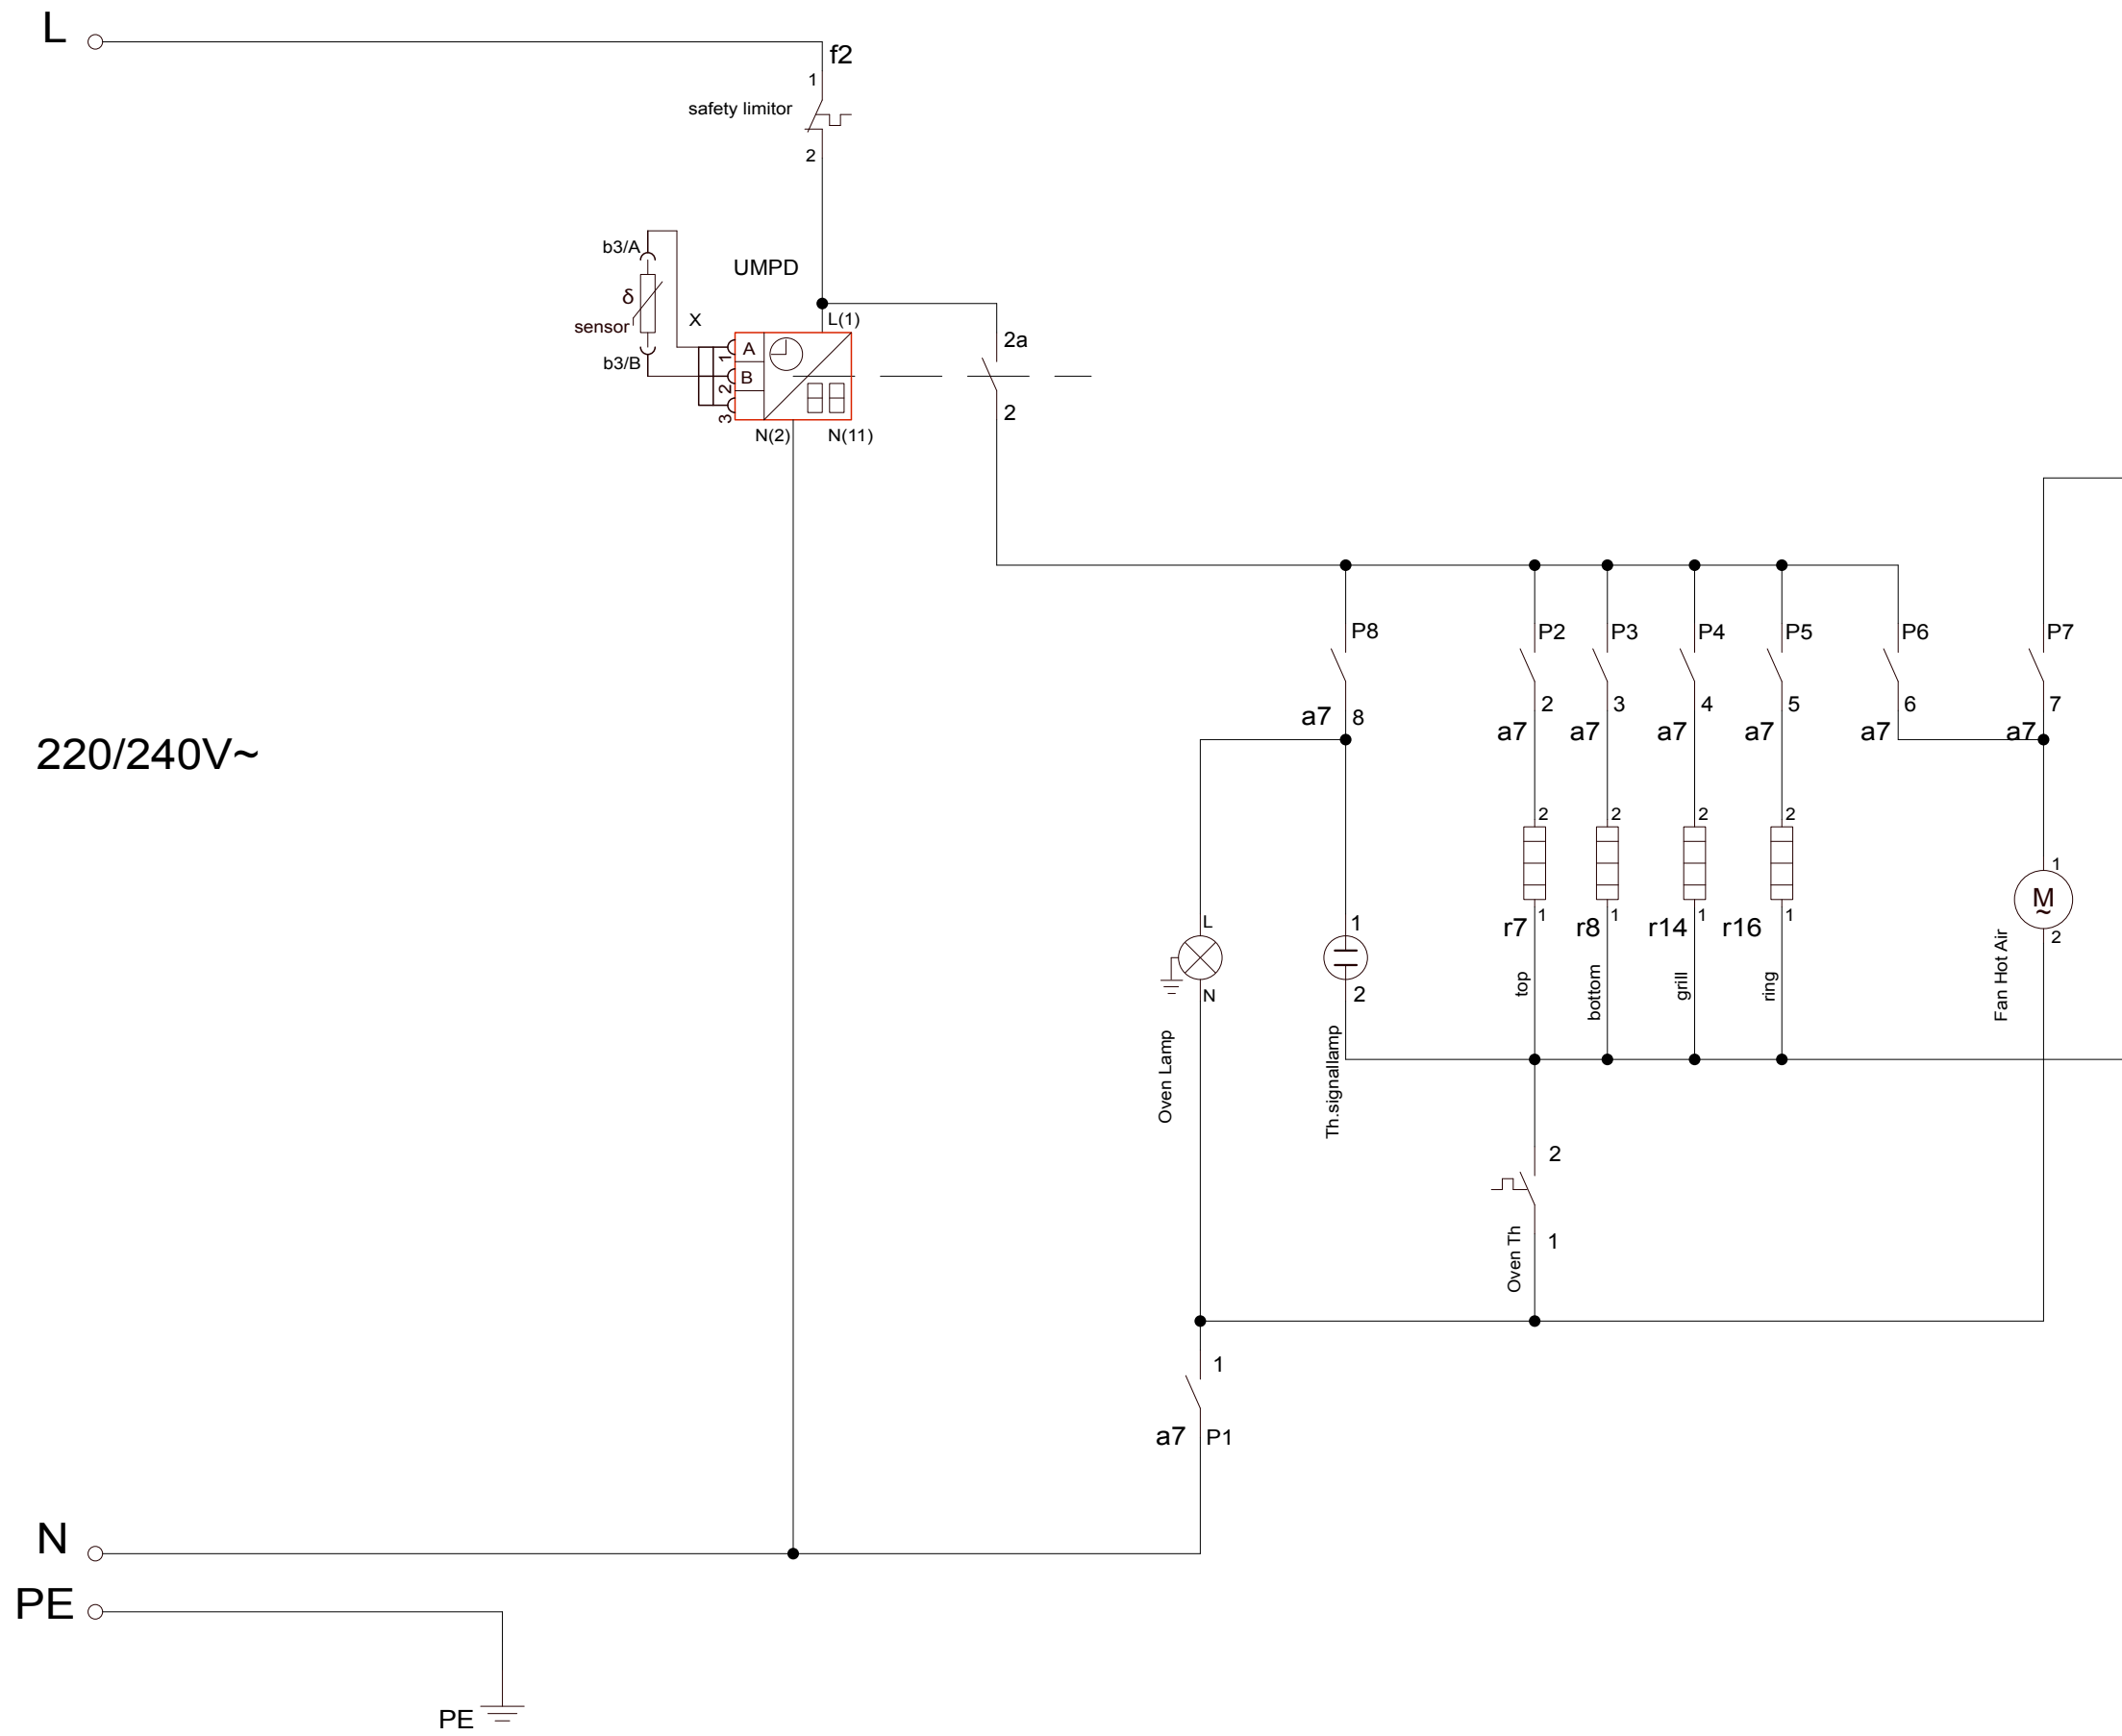 L
f2
1
safety limitor
2
b3/A
UMPD
δ
sensor
X
L(1)
2a
b3/B
1
A
2
B
3
2
N(2)
N(11)
P8
P2
P3
P4
P5
P6
P7
a7
8
2
3
4
5
6
7
a7
a7
a7
a7
a7
a7
220/240V~
2
2
2
2
1
M
~
2
L
1
r7
1
r8
1
r14
1
r16
1
N
2
top
bottom
grill
ring
Fan Hot Air
Oven Lamp
Th.signallamp
2
Oven Th
1
1
a7
P1
N
PE
PE